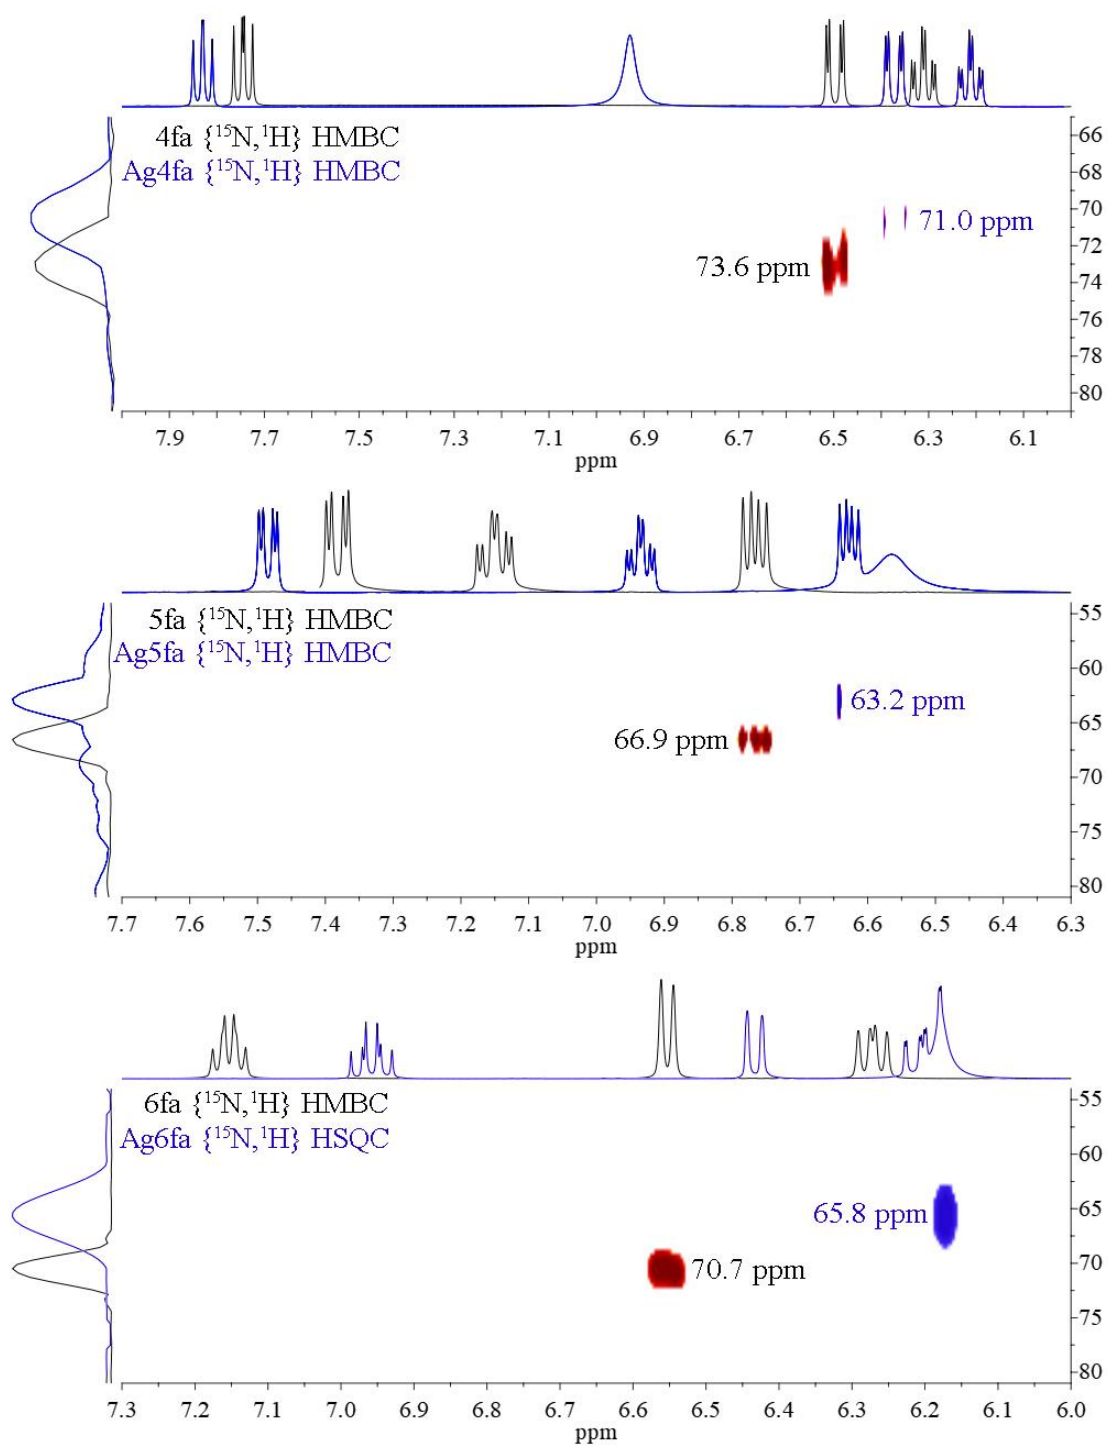 4fa {¹⁵N,¹H} HMBC
Ag4fa {¹⁵N,¹H} HMBC
71.0 ppm
73.6 ppm
66
68
70
72
74
76
78
80
7.9 7.7 7.5 7.3 7.1 6.9 6.7 6.5 6.3 6.1
ppm
5fa {¹⁵N,¹H} HMBC
Ag5fa {¹⁵N,¹H} HMBC
63.2 ppm
66.9 ppm
55
60
65
70
75
80
7.7 7.6 7.5 7.4 7.3 7.2 7.1 7.0 6.9 6.8 6.7 6.6 6.5 6.4 6.3
ppm
6fa {¹⁵N,¹H} HMBC
Ag6fa {¹⁵N,¹H} HSQC
65.8 ppm
70.7 ppm
55
60
65
70
75
80
7.3 7.2 7.1 7.0 6.9 6.8 6.7 6.6 6.5 6.4 6.3 6.2 6.1 6.0
ppm